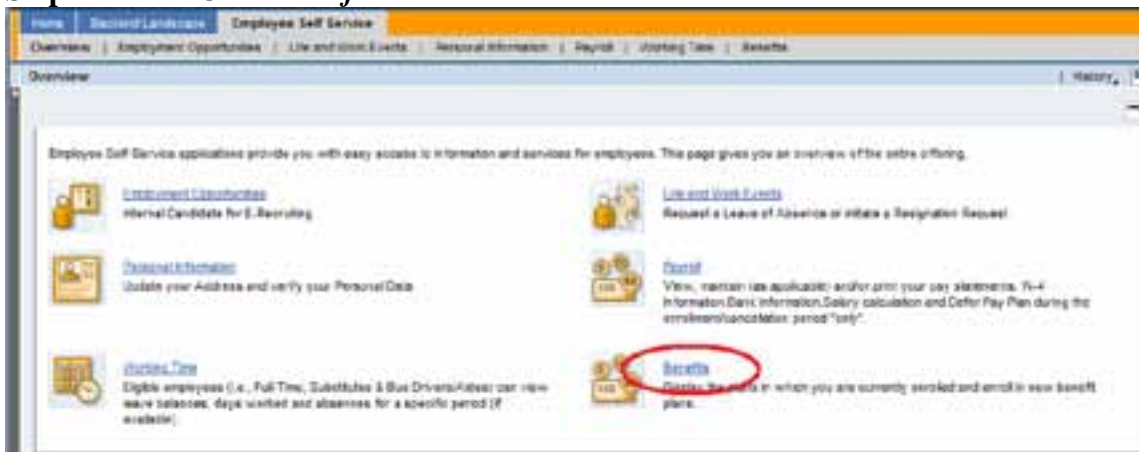 Home Backend Landscape Employee Self Service
Overview | Employment Opportunities | Life and Work Events | Personal Information | Payroll | Working Time | Benefits
Overview | History
Employee Self Service applications provide you with easy access to information and services for employees. This page gives you an overview of the entire offering.
Employment Opportunities
Internal Candidate for E-Recruiting
Life and Work Events
Request a Leave of Absence or initiate a Resignation Request
Personal Information
Update your Address and verify your Personal Data
Payroll
View, maintain (as applicable) and/or print your pay statements, W-4
Information,Bank information,Salary calculation and Defer Pay Plan during the
enrollment/cancellation period "only".
Working Time
Eligible employees (i.e., Full Time, Substitutes & Bus Drivers/Aides) can view
leave balances, days worked and absences for a specific period (if
available).
Benefits
Display the plans in which you are currently enrolled and enroll in new benefit
plans.